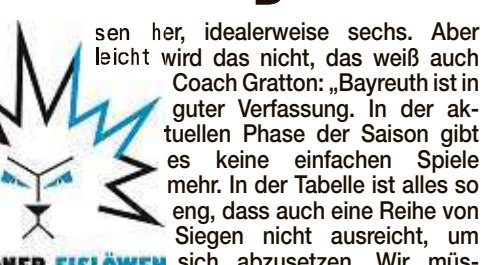 sen her, idealerweise sechs. Aber
leicht wird das nicht, das weiß auch
Coach Gratton: „Bayreuth ist in
guter Verfassung. In der ak-
tuellen Phase der Saison gibt
es keine einfachen Spiele
mehr. In der Tabelle ist alles so
eng, dass auch eine Reihe von
Siegen nicht ausreicht, um
EISLÖWEN sich abzusetzen. Wir müs-